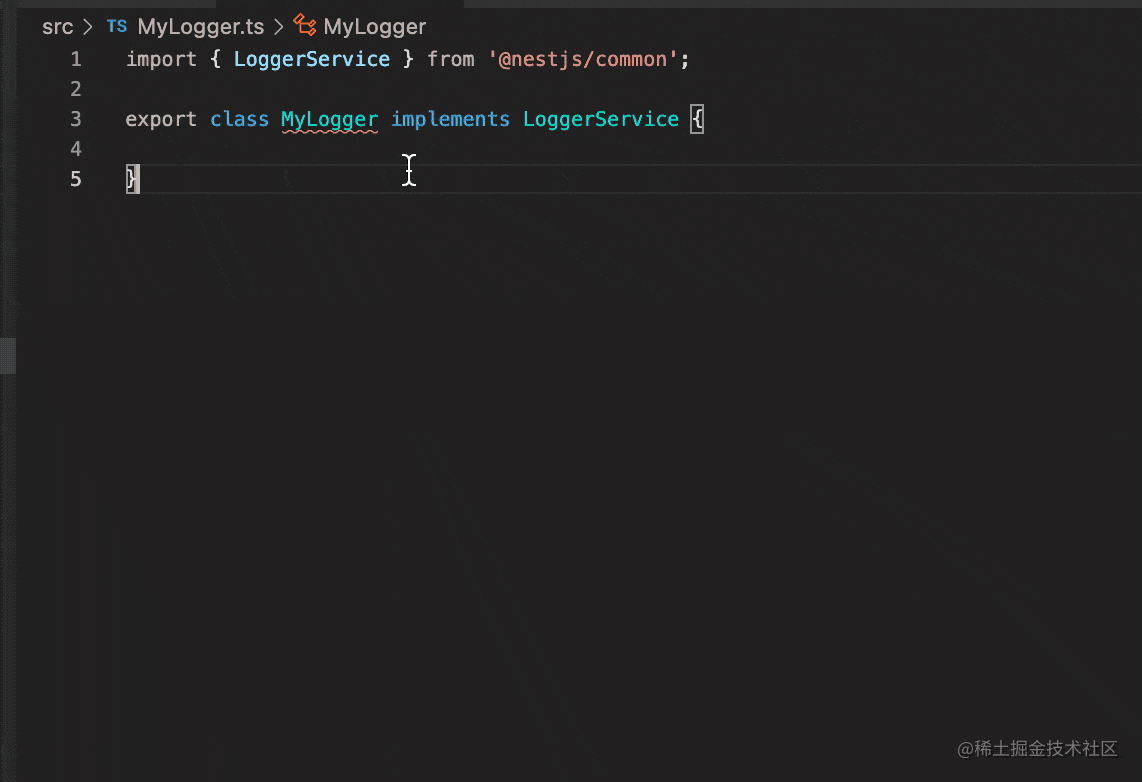 src > TS MyLogger.ts > MyLogger
1 import { LoggerService } from '@nestjs/common';
2
3 export class MyLogger implements LoggerService {
4
5 }
@稀土掘金技术社区